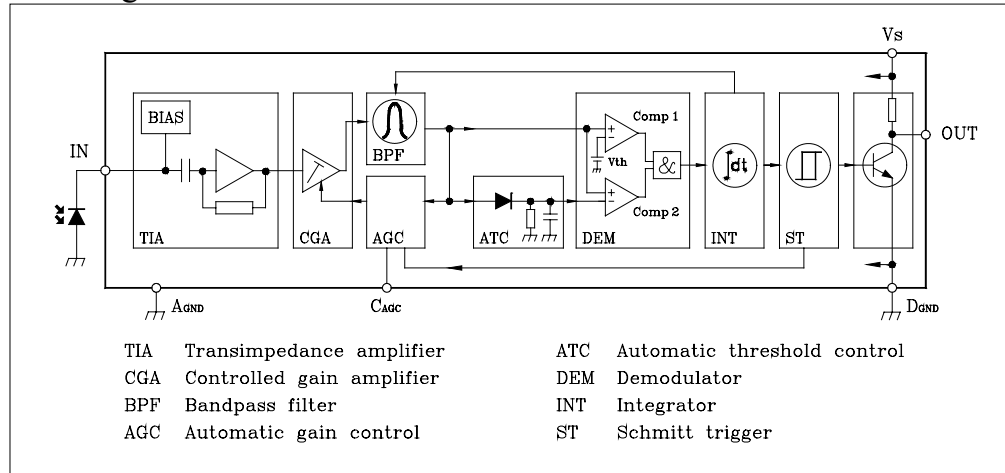 Vs
BIAS
Comp 1
IN
OUT
BPF
Vth
&
∫dt
Comp 2
TIA
CGA
AGC
ATC
DEM
INT
ST
AGND
CAGC
DGND
TIA Transimpedance amplifier
CGA Controlled gain amplifier
BPF Bandpass filter
AGC Automatic gain control
ATC Automatic threshold control
DEM Demodulator
INT Integrator
ST Schmitt trigger